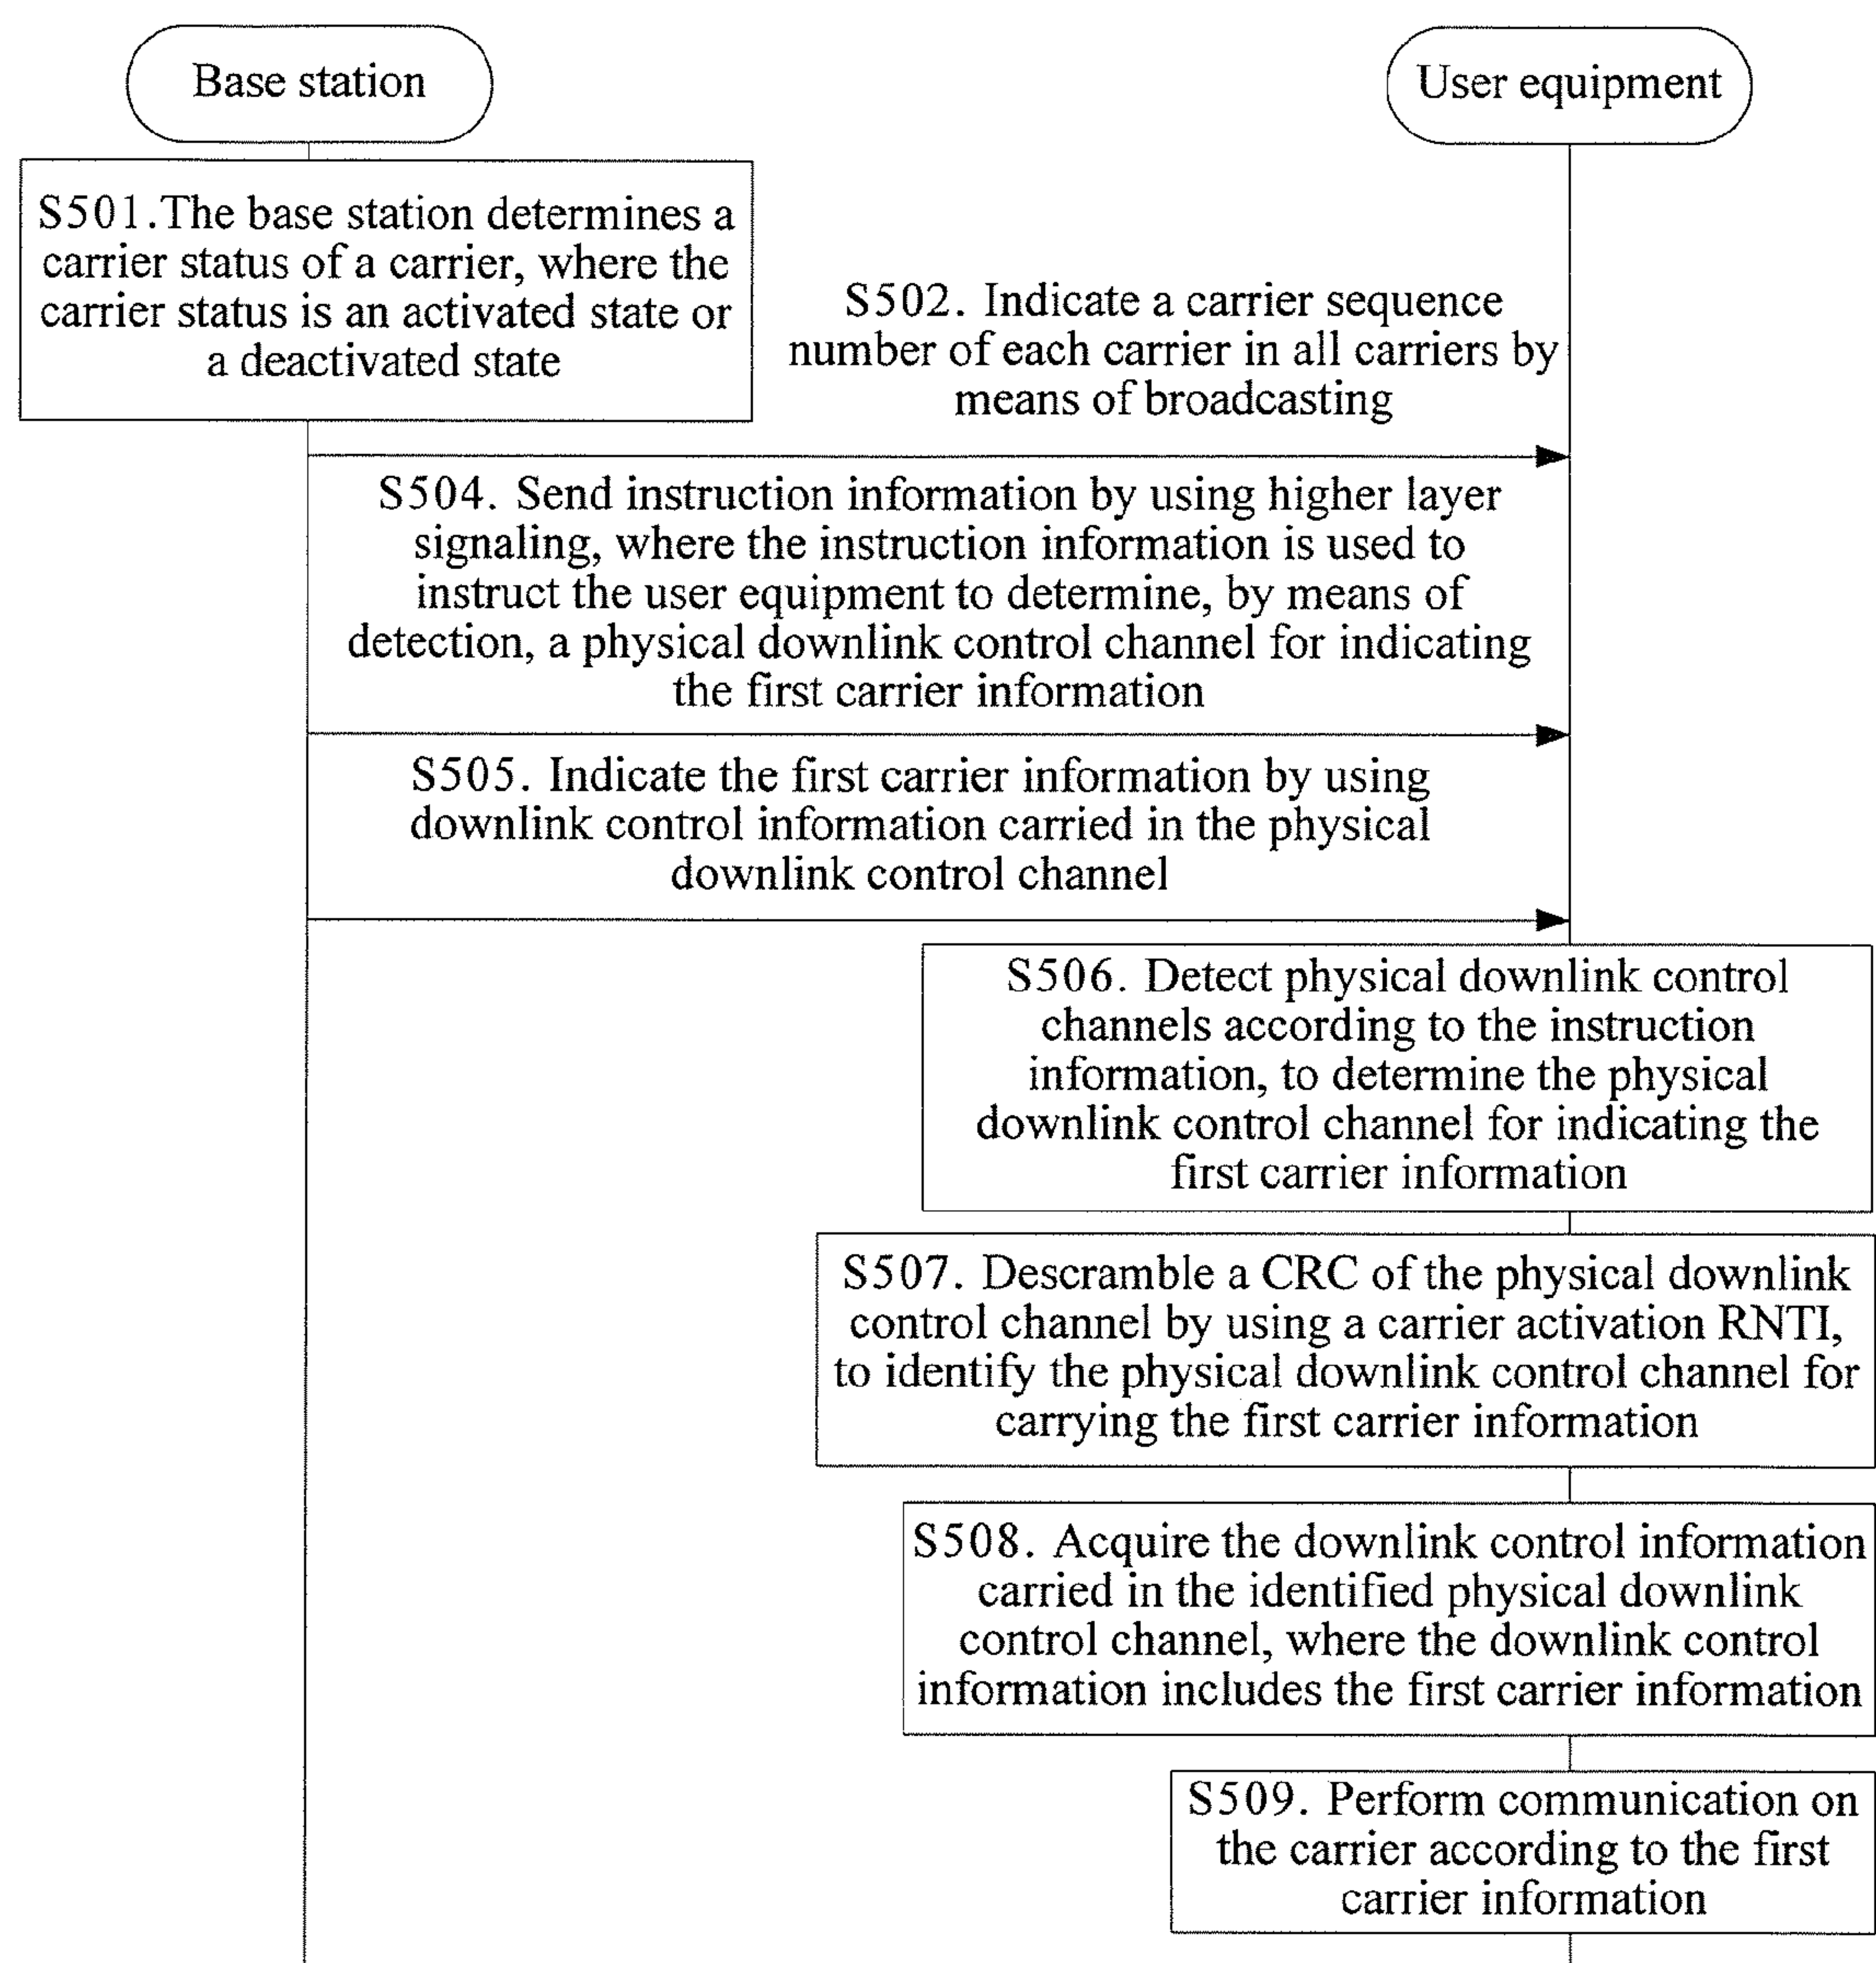 Base station
User equipment
S501.The base station determines a
carrier status of a carrier, where the
carrier status is an activated state or
a deactivated state
S502. Indicate a carrier sequence
number of each carrier in all carriers by
means of broadcasting
S504. Send instruction information by using higher layer
signaling, where the instruction information is used to
instruct the user equipment to determine, by means of
detection, a physical downlink control channel for indicating
the first carrier information
S505. Indicate the first carrier information by using
downlink control information carried in the physical
downlink control channel
S506. Detect physical downlink control
channels according to the instruction
information, to determine the physical
downlink control channel for indicating the
first carrier information
S507. Descramble a CRC of the physical downlink
control channel by using a carrier activation RNTI,
to identify the physical downlink control channel for
carrying the first carrier information
S508. Acquire the downlink control information
carried in the identified physical downlink
control channel, where the downlink control
information includes the first carrier information
S509. Perform communication on
the carrier according to the first
carrier information